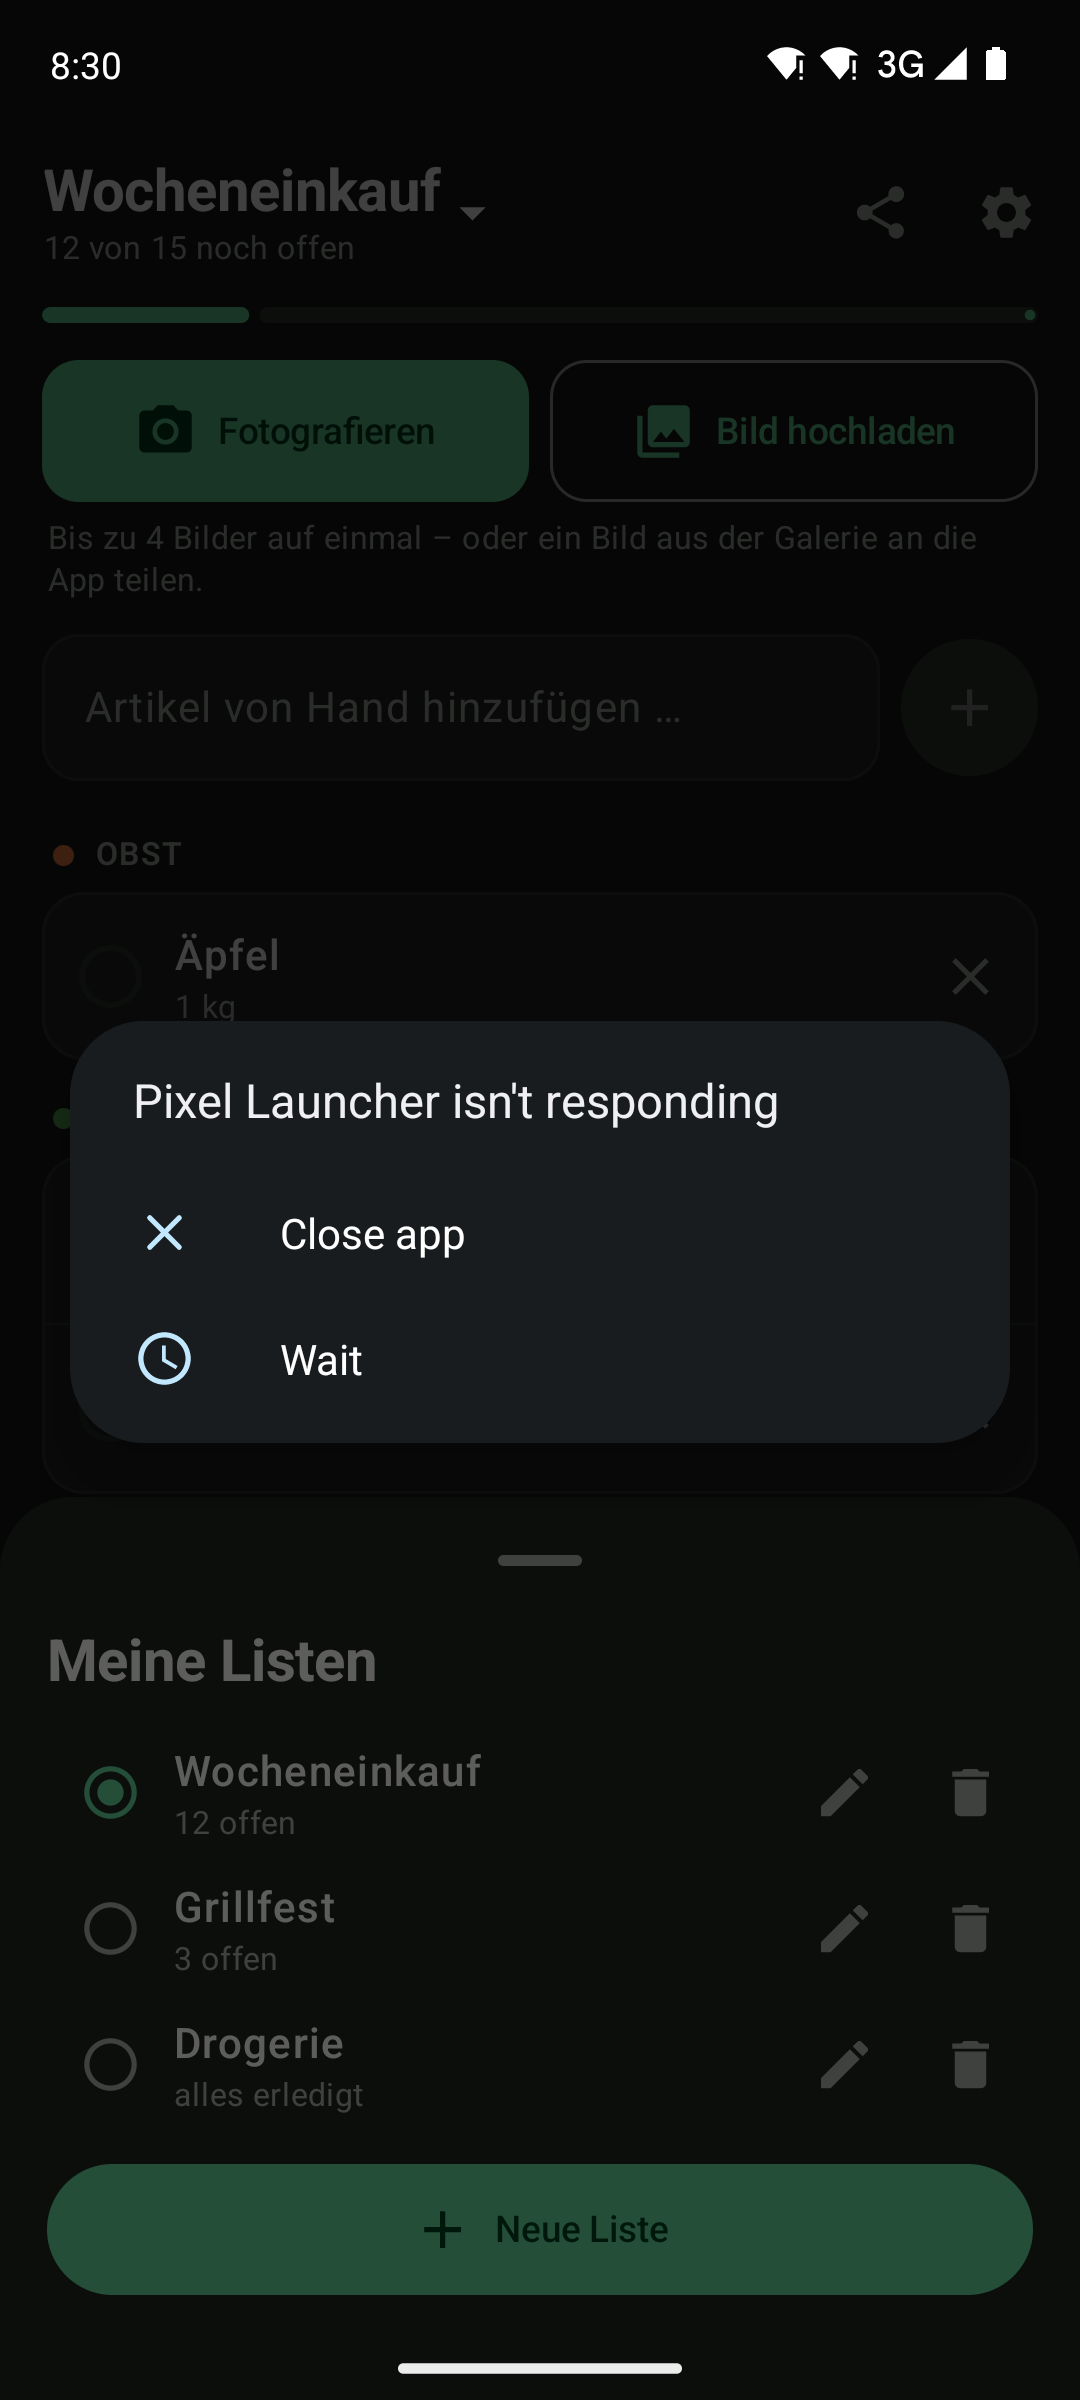 8:30
3G
Wocheneinkauf
12 von 15 noch offen
Fotografieren
Bild hochladen
Bis zu 4 Bilder auf einmal – oder ein Bild aus der Galerie an die
App teilen.
Artikel von Hand hinzufügen …
OBST
Äpfel
1 kg
Pixel Launcher isn't responding
Close app
Wait
Meine Listen
Wocheneinkauf
12 offen
Grillfest
3 offen
Drogerie
alles erledigt
Neue Liste